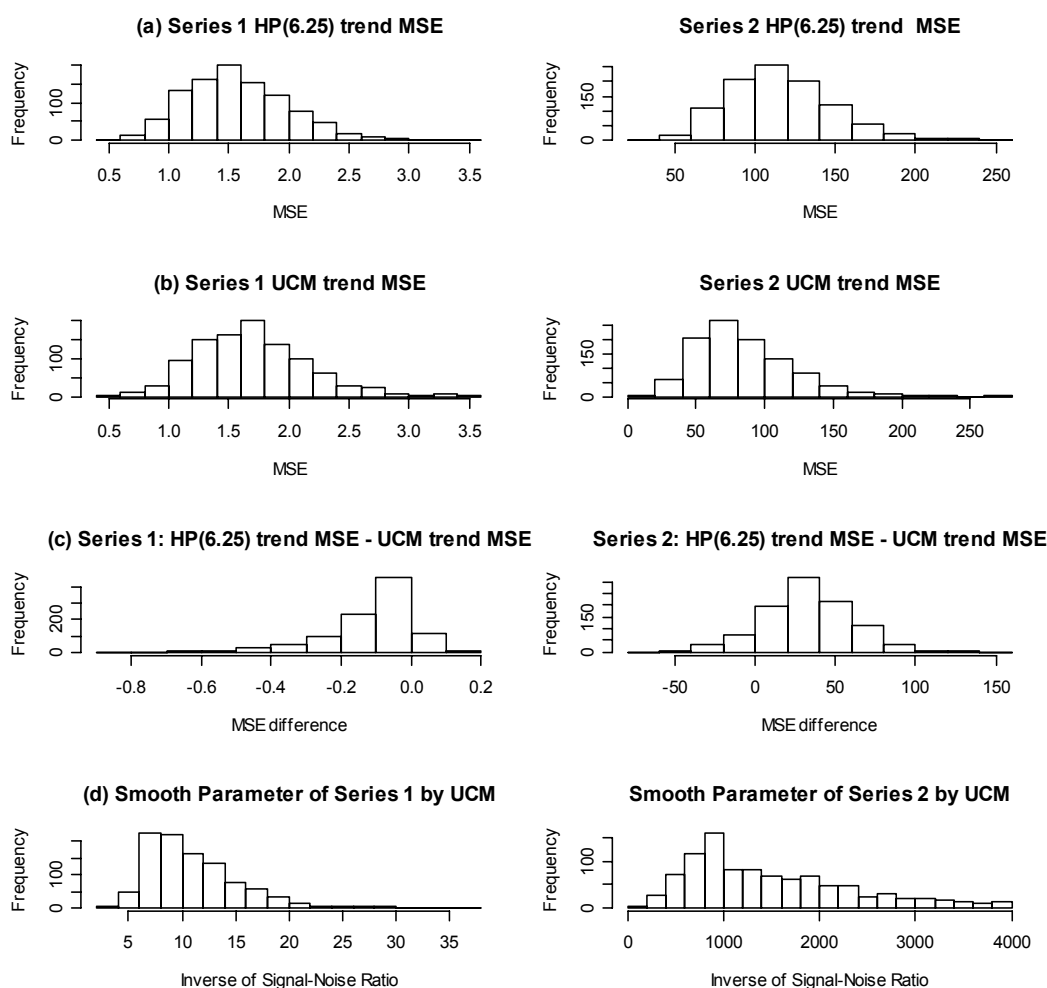 (a) Series 1 HP(6.25) trend MSE
Frequency
0 100
0.5 1.0 1.5 2.0 2.5 3.0 3.5
MSE
Series 2 HP(6.25) trend MSE
Frequency
0 150
50 100 150 200 250
MSE
(b) Series 1 UCM trend MSE
Frequency
0 100
0.5 1.0 1.5 2.0 2.5 3.0 3.5
MSE
Series 2 UCM trend MSE
Frequency
0 150
0 50 100 150 200 250
MSE
(c) Series 1: HP(6.25) trend MSE - UCM trend MSE
Frequency
0 200
-0.8 -0.6 -0.4 -0.2 0.0 0.2
MSE difference
Series 2: HP(6.25) trend MSE - UCM trend MSE
Frequency
0 150
-50 0 50 100 150
MSE difference
(d) Smooth Parameter of Series 1 by UCM
Frequency
0 100
5 10 15 20 25 30 35
Inverse of Signal-Noise Ratio
Smooth Parameter of Series 2 by UCM
Frequency
0 100
0 1000 2000 3000 4000
Inverse of Signal-Noise Ratio